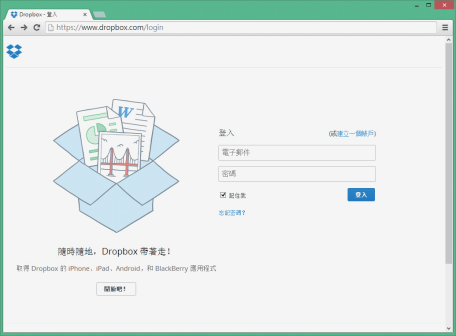 Dropbox - 登入
https://www.dropbox.com/login
W
登入
(或建立一個帳戶)
電子郵件
密碼
記住我
登入
忘記密碼?
隨時隨地，Dropbox 帶著走！
取得 Dropbox 的 iPhone，iPad，Android，和 BlackBerry 應用程式
開始吧！